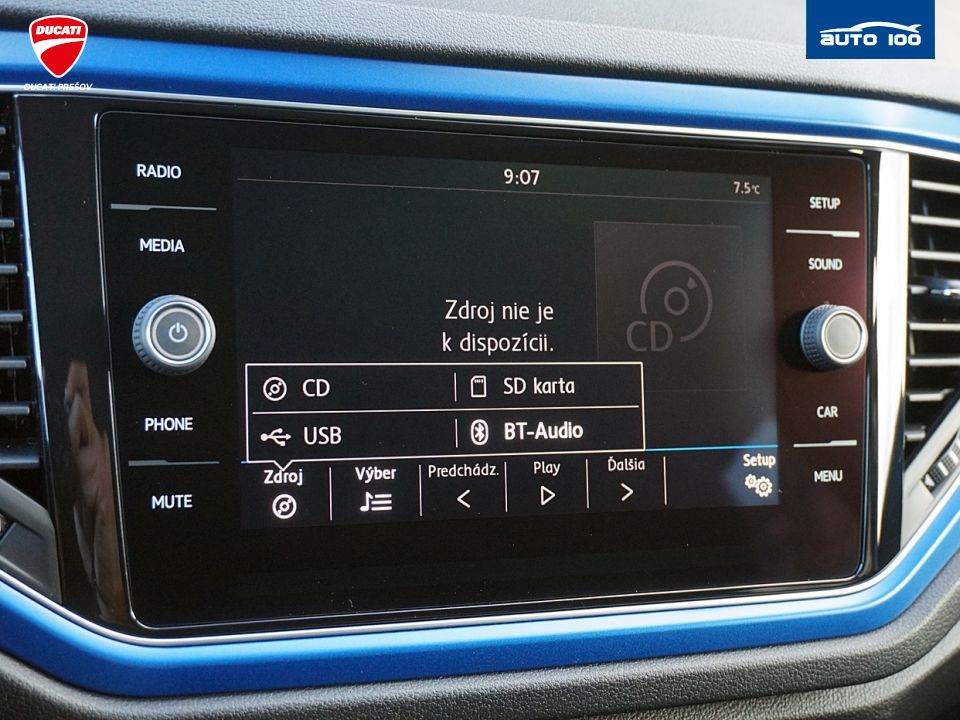 DUCATI
DUCATI PREŠOV
AUTO 100
RADIO
MEDIA
PHONE
MUTE
9:07
7.5°C
CD
Zdroj nie je
k dispozícii.
CD
SD karta
USB
BT-Audio
Zdroj
Výber
Predchádz.
Play
Ďalšia
Setup
SETUP
SOUND
CAR
MENU